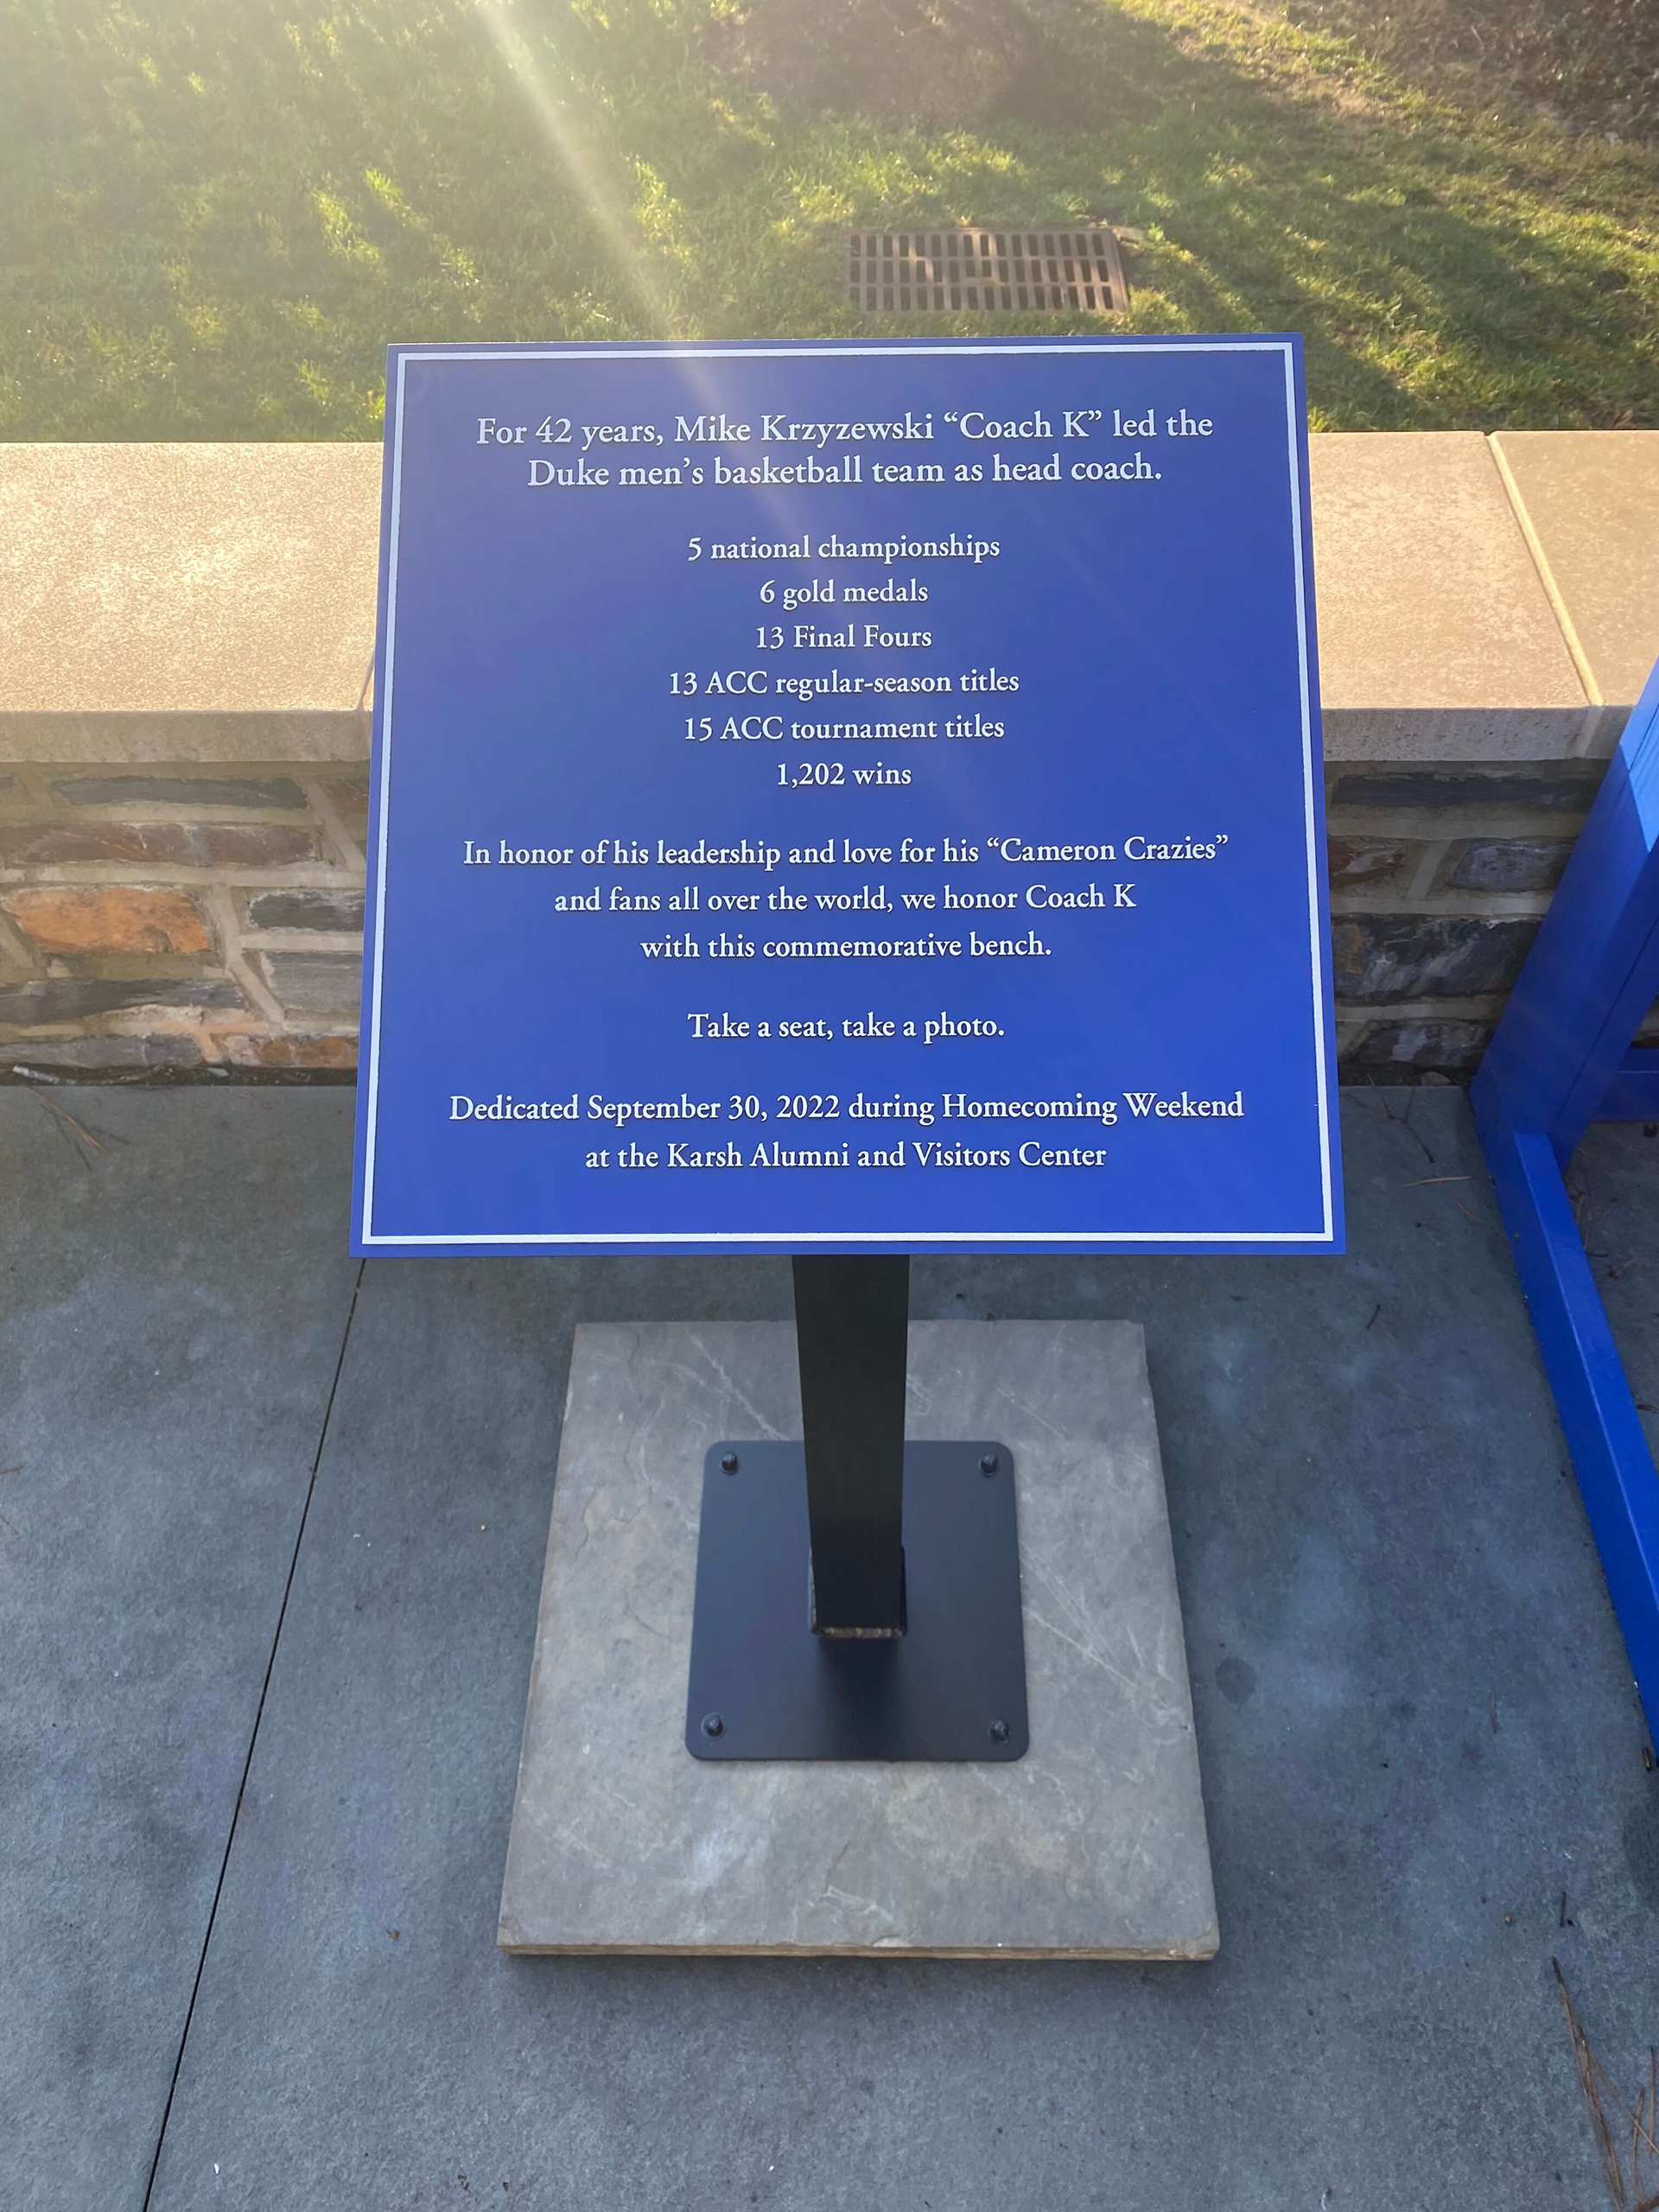 For 42 years, Mike Krzyzewski “Coach K” led the
Duke men’s basketball team as head coach.
5 national championships
6 gold medals
13 Final Fours
13 ACC regular-season titles
15 ACC tournament titles
1,202 wins
In honor of his leadership and love for his “Cameron Crazies”
and fans all over the world, we honor Coach K
with this commemorative bench.
Take a seat, take a photo.
Dedicated September 30, 2022 during Homecoming Weekend
at the Karsh Alumni and Visitors Center